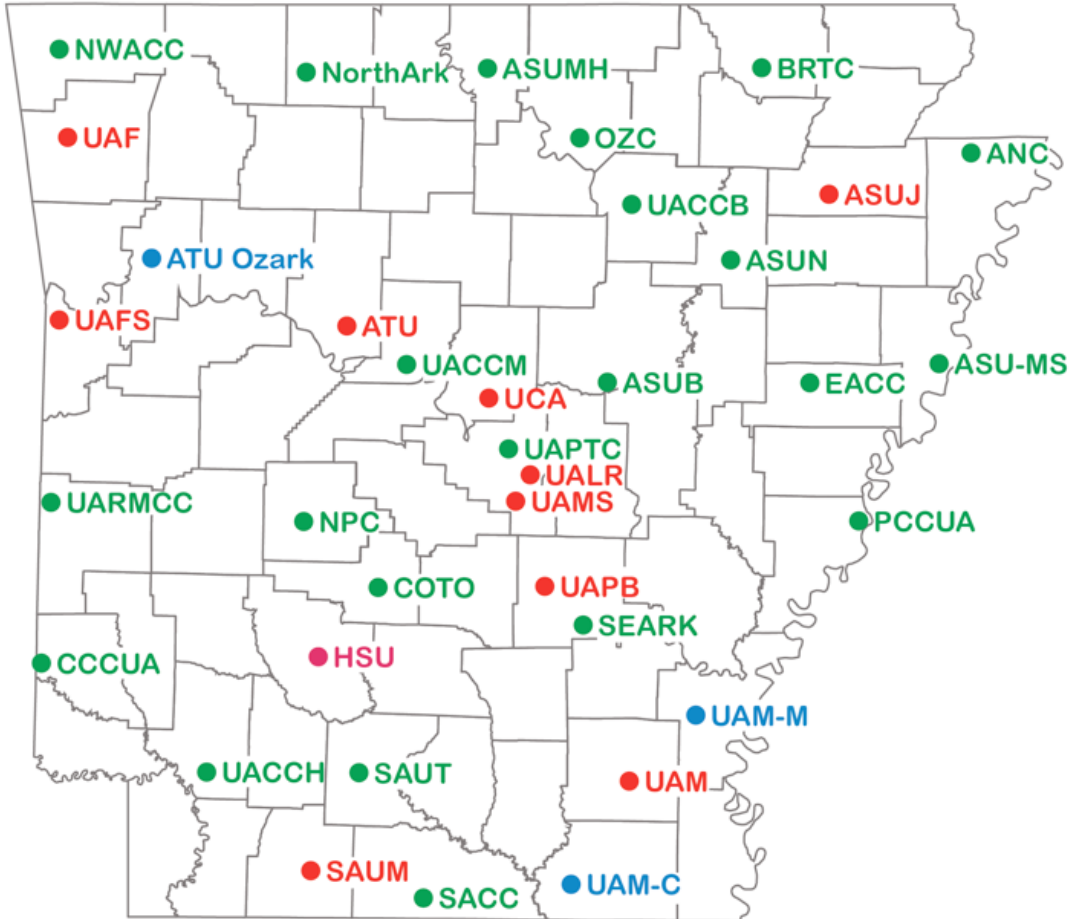 NWACC
NorthArk
ASUMH
BRTC
UAF
OZC
ANC
ASUJ
UACCB
ATU Ozark
ASUN
UAFS
ATU
UACCM
ASU-MS
ASUB
EACC
UCA
UAPTC
UALR
UAMS
UARMCC
NPC
PCCUA
COTO
UAPB
SEARK
HSU
CCCUA
UAM-M
UACCH
SAUT
UAM
SAUM
SACC
UAM-C